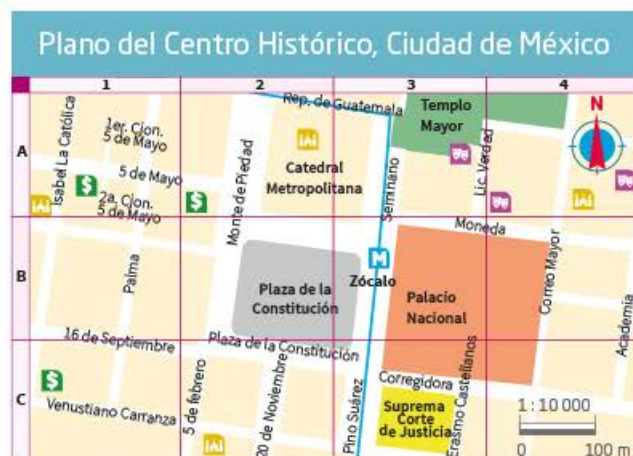 Plano del Centro Histórico, Ciudad de México
1
2
3
4
A
B
C
Rep. de Guatemala
Templo
Mayor
N
Isabel La Católica
1er. Cjon.
5 de Mayo
5 de Mayo
2a. Cjon.
5 de Mayo
Monte de Piedad
Catedral
Metropolitana
Seminario
Lic. Verdad
Moneda
M
Zócalo
Palma
Plaza de la
Constitución
Palacio
Nacional
Correo Mayor
Academia
16 de Septiembre
Plaza de la Constitución
$
$
$
Venustiano Carranza
5 de febrero
20 de Noviembre
Pino Suárez
Corregidora
Suprema
Corte
de Justicia
Erasmo Castellanos
1 : 10 000
0 100 m